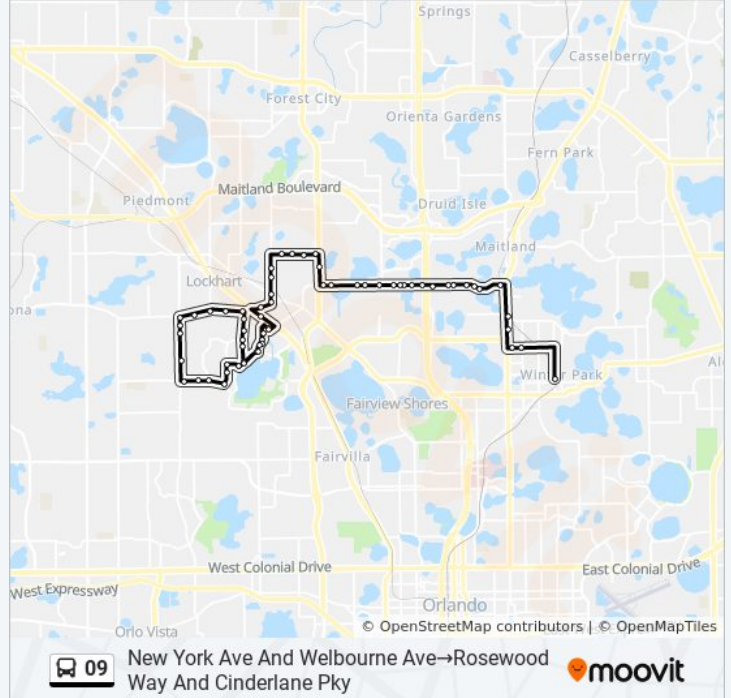 Springs
Casselberry
Forest City
Orienta Gardens
Fern Park
Maitland Boulevard
Piedmont
Druid Isle
Maitland
Lockhart
ona
Al
Winter Park
Fairview Shores
Fairvilla
West Colonial Drive
East Colonial Drive
West Expressway
Orlando
Orlo Vista
© OpenStreetMap contributors | © OpenMapTiles
09
New York Ave And Welbourne Ave→Rosewood
Way And Cinderlane Pky
moovit